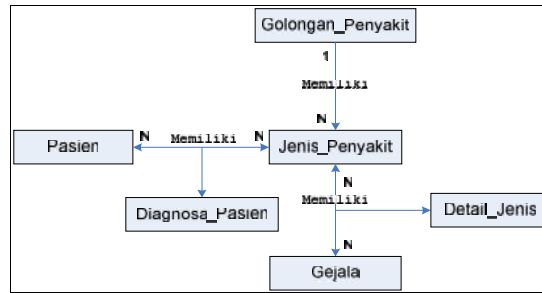 Golongan_Penyakit
1
Memiliki
N
Pasien
N Memiliki N
Jenis_Penyakit
Diagnosa_Pasien
N
Memiliki
Detail_Jenis
N
Gejala